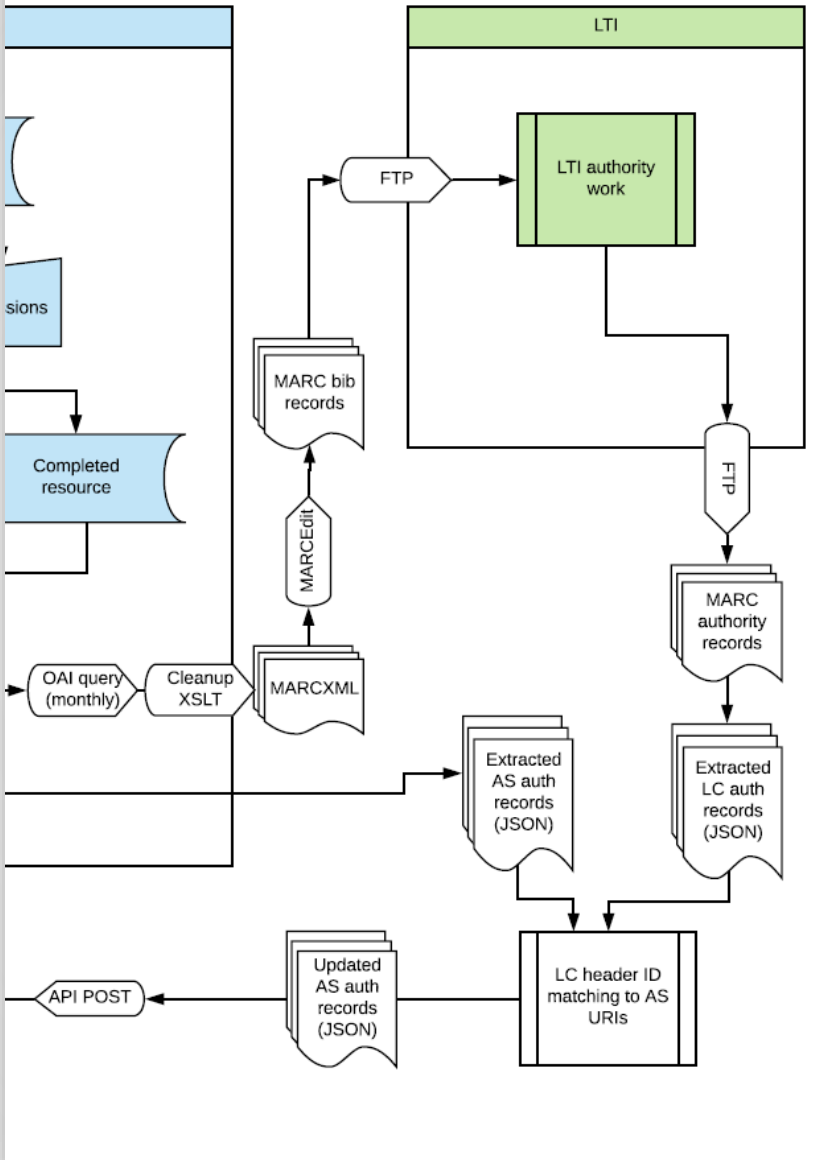 LTI
FTP
LTI authority
work
sions
MARC bib
records
Completed
resource
FTP
MARCEdit
MARC
authority
records
OAI query
(monthly)
Cleanup
XSLT
MARCXML
Extracted
AS auth
records
(JSON)
Extracted
LC auth
records
(JSON)
Updated
AS auth
records
(JSON)
API POST
LC header ID
matching to AS
URIs